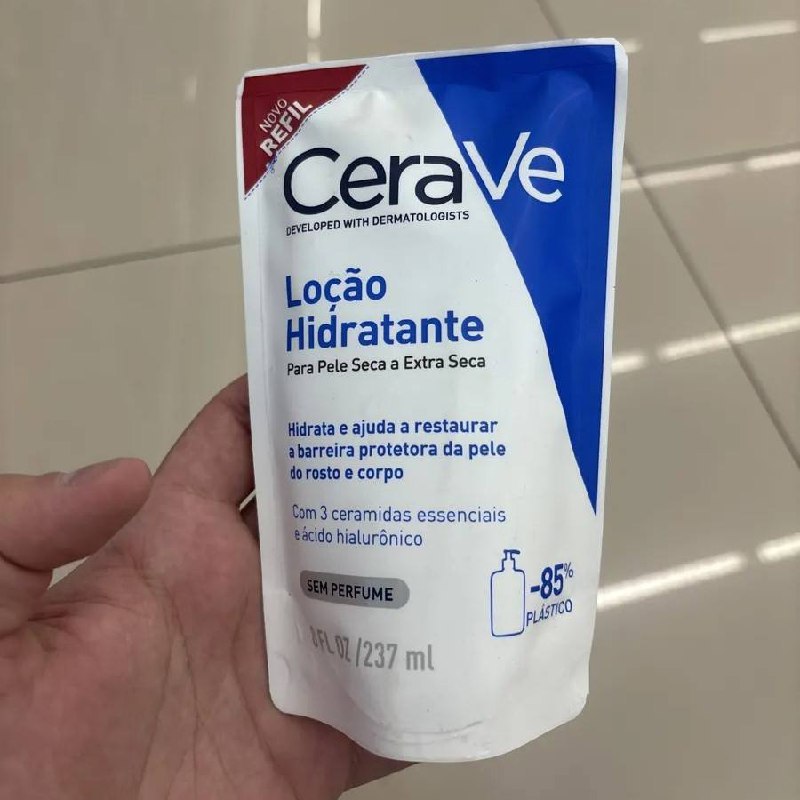 NOVO
REFIL
CeraVe
DEVELOPED WITH DERMATOLOGISTS
Loção
Hidratante
Para Pele Seca a Extra Seca
Hidrata e ajuda a restaurar
a barreira protetora da pele
do rosto e corpo
Com 3 ceramidas essenciais
e ácido hialurônico
SEM PERFUME
-85%
PLÁSTICO
8 FL OZ / 237 ml